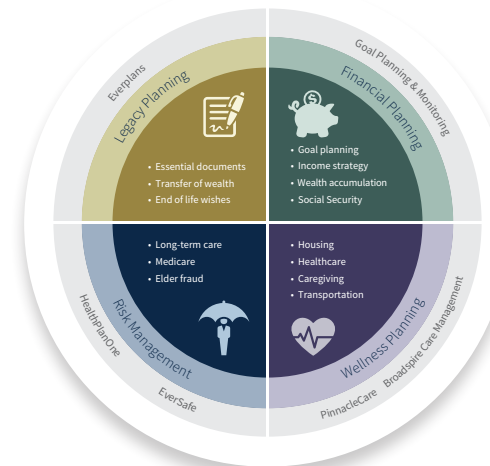 Everplans
Legacy Planning
• Essential documents
• Transfer of wealth
• End of life wishes
Goal Planning & Monitoring
Financial Planning
$
• Goal planning
• Income strategy
• Wealth accumulation
• Social Security
• Long-term care
• Medicare
• Elder fraud
Risk Management
HealthPlanOne
EverSafe
• Housing
• Healthcare
• Caregiving
• Transportation
Wellness Planning
PinnacleCare
Broadspire Care Management